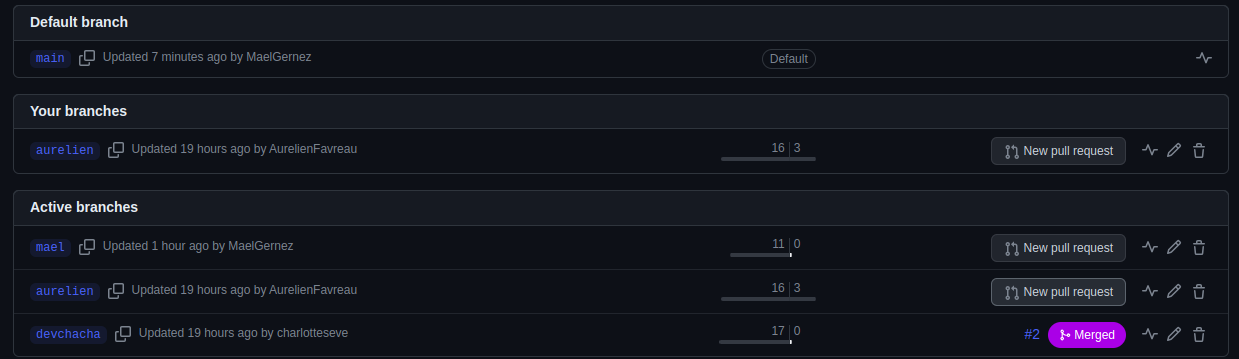 Default branch
main Updated 7 minutes ago by MaelGernez Default
Your branches
aurelien Updated 19 hours ago by AurelienFavreau 16 3 New pull request
Active branches
mael Updated 1 hour ago by MaelGernez 11 0 New pull request
aurelien Updated 19 hours ago by AurelienFavreau 16 3 New pull request
devchacha Updated 19 hours ago by charlotteseve 17 0 #2 Merged